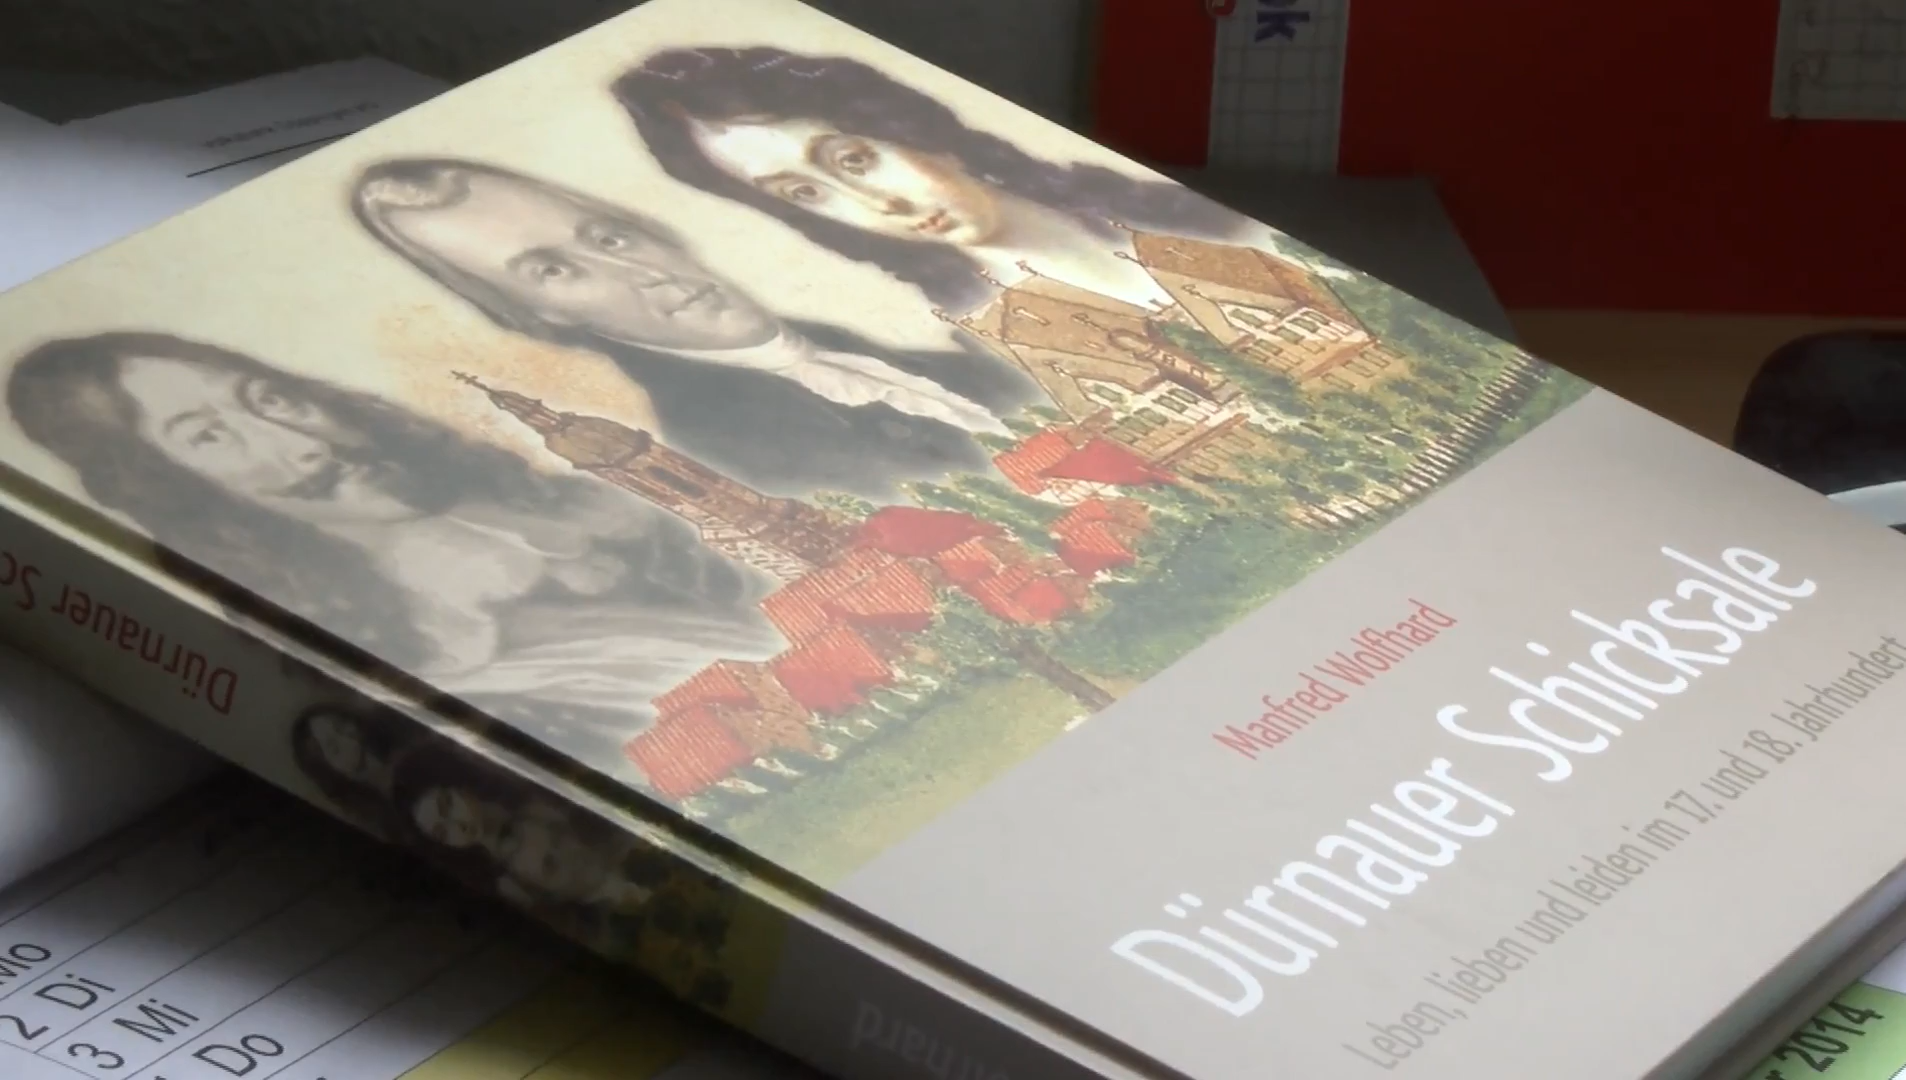 Manfred Wolfhard
Dürnauer Schicksale
Leben, lieben und leiden im 17. und 18. Jahrhundert
Dürnauer
2 Di
3 Mi
Do
2014